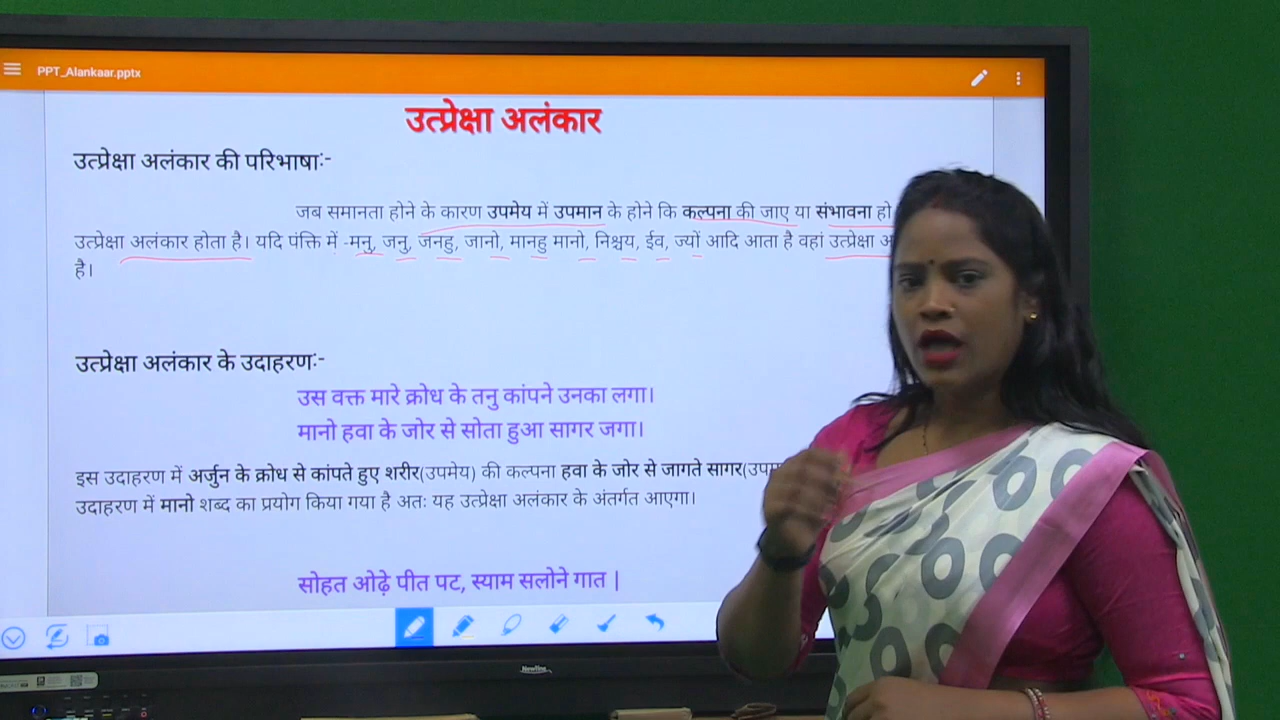 PPT_Alankaar.pptx
उत्प्रेक्षा अलंकार
उत्प्रेक्षा अलंकार की परिभाषा:-
जब समानता होने के कारण उपमेय में उपमान के होने कि कल्पना की जाए या संभावना हो
उत्प्रेक्षा अलंकार होता है। यदि पंक्ति में -मनु, जनु, जनहु, जानो, मानहु मानो, निश्चय, ईव, ज्यों आदि आता है वहां उत्प्रेक्षा
है।
उत्प्रेक्षा अलंकार के उदाहरण:-
उस वक्त मारे क्रोध के तनु कांपने उनका लगा।
मानो हवा के जोर से सोता हुआ सागर जगा।
इस उदाहरण में अर्जुन के क्रोध से कांपते हुए शरीर(उपमेय) की कल्पना हवा के जोर से जागते सागर
उदाहरण में मानो शब्द का प्रयोग किया गया है अतः यह उत्प्रेक्षा अलंकार के अंतर्गत आएगा।
सोहत ओढ़े पीत पट, स्याम सलोने गात |
Newline